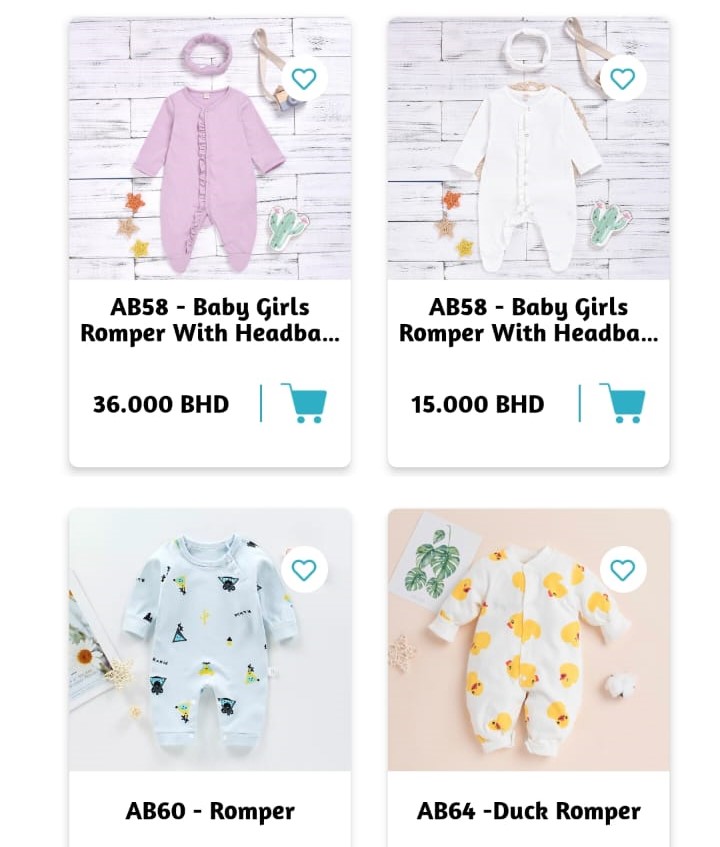 AB58 - Baby Girls
Romper With Headba...
36.000 BHD
AB58 - Baby Girls
Romper With Headba...
15.000 BHD
AB60 - Romper
AB64 -Duck Romper